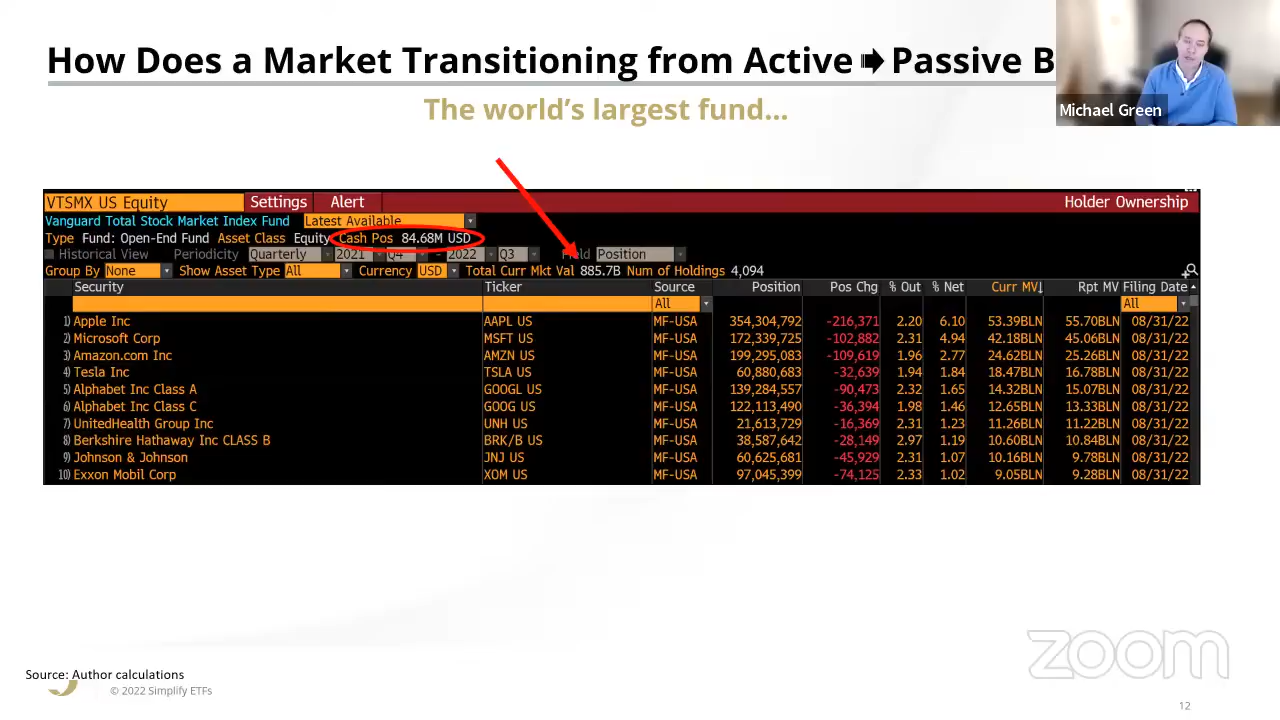 How Does a Market Transitioning from Active ➡ Passive B
The world's largest fund...
Michael Green
VTSMX US Equity Settings Alert Holder Ownership
Vanguard Total Stock Market Index Fund Latest Available
Type Fund: Open-End Fund Asset Class Equity Cash Pos 84.68M USD
Historical View Periodicity Quarterly 2021 Q4 - 2022 Q3 Position
Group By None Show Asset Type All Currency USD Total Curr Mkt Val 885.7B Num of Holdings 4,094
Security Ticker Source Position Pos Chg % Out % Net Curr MV↓ Rpt MV Filing Date
All All
1) Apple Inc AAPL US MF-USA 354,304,792 -216,371 2.20 6.10 53.39BLN 55.70BLN 08/31/22
2) Microsoft Corp MSFT US MF-USA 172,339,725 -102,882 2.31 4.94 42.18BLN 45.06BLN 08/31/22
3) Amazon.com Inc AMZN US MF-USA 199,295,083 -109,619 1.96 2.77 24.62BLN 25.26BLN 08/31/22
4) Tesla Inc TSLA US MF-USA 60,880,683 -32,639 1.94 1.84 18.47BLN 16.78BLN 08/31/22
5) Alphabet Inc Class A GOOGL US MF-USA 139,284,557 -90,473 2.32 1.65 14.32BLN 15.07BLN 08/31/22
6) Alphabet Inc Class C GOOG US MF-USA 122,113,490 -36,394 1.98 1.46 12.65BLN 13.33BLN 08/31/22
7) UnitedHealth Group Inc UNH US MF-USA 21,613,729 -16,369 2.31 1.23 11.26BLN 11.22BLN 08/31/22
8) Berkshire Hathaway Inc CLASS B BRK/B US MF-USA 38,587,642 -28,149 2.97 1.19 10.60BLN 10.84BLN 08/31/22
9) Johnson & Johnson JNJ US MF-USA 60,625,681 -45,929 2.31 1.07 10.16BLN 9.78BLN 08/31/22
10) Exxon Mobil Corp XOM US MF-USA 97,045,399 -74,125 2.33 1.02 9.05BLN 9.28BLN 08/31/22
zoom
Source: Author calculations
© 2022 Simplify ETFs
12